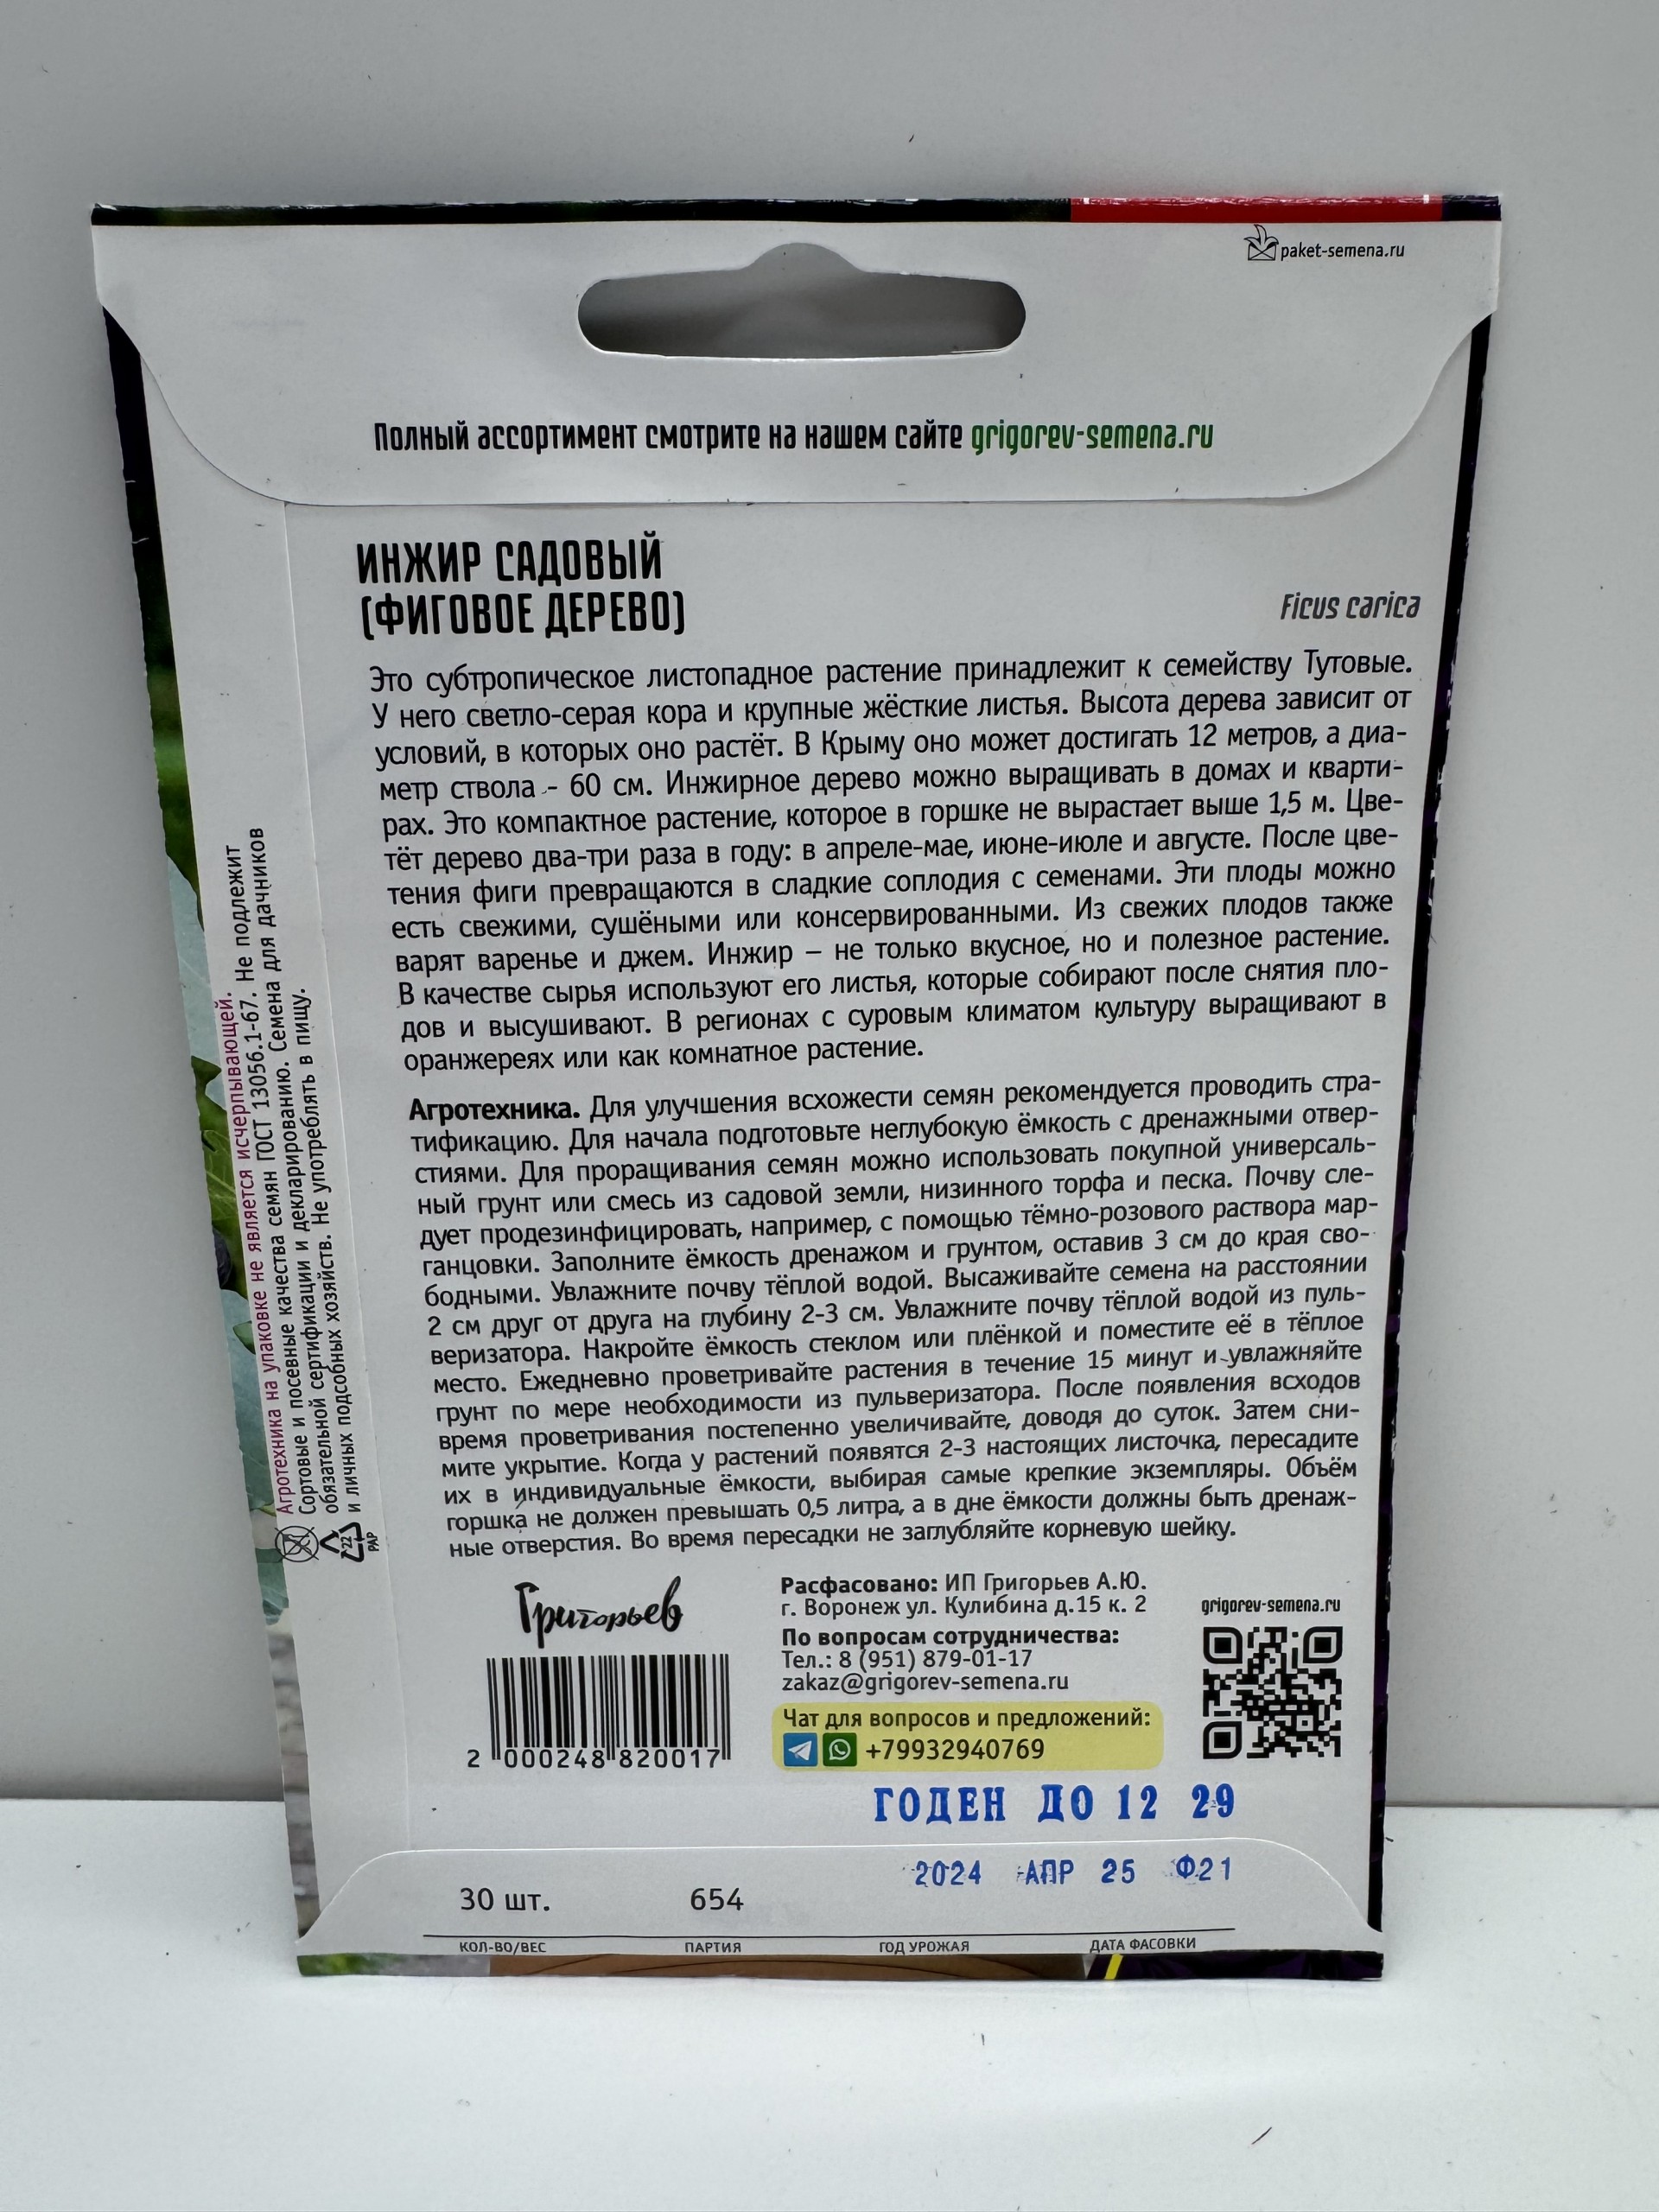 paket-semena.ru
Полный ассортимент смотрите на нашем сайте grigorev-semena.ru
ИНЖИР САДОВЫЙ
(ФИГОВОЕ ДЕРЕВО)
Ficus carica
Это субтропическое листопадное растение принадлежит к семейству Тутовые.
У него светло-серая кора и крупные жёсткие листья. Высота дерева зависит от
условий, в которых оно растёт. В Крыму оно может достигать 12 метров, а диа-
метр ствола - 60 см. Инжирное дерево можно выращивать в домах и кварти-
рах. Это компактное растение, которое в горшке не вырастает выше 1,5 м. Цве-
тёт дерево два-три раза в году: в апреле-мае, июне-июле и августе. После цве-
тения фиги превращаются в сладкие соплодия с семенами. Эти плоды можно
есть свежими, сушёными или консервированными. Из свежих плодов также
варят варенье и джем. Инжир – не только вкусное, но и полезное растение.
В качестве сырья используют его листья, которые собирают после снятия пло-
дов и высушивают. В регионах с суровым климатом культуру выращивают в
оранжереях или как комнатное растение.
Агротехника. Для улучшения всхожести семян рекомендуется проводить стра-
тификацию. Для начала подготовьте неглубокую ёмкость с дренажными отвер-
стиями. Для проращивания семян можно использовать покупной универсаль-
ный грунт или смесь из садовой земли, низинного торфа и песка. Почву сле-
дует продезинфицировать, например, с помощью тёмно-розового раствора мар-
ганцовки. Заполните ёмкость дренажом и грунтом, оставив 3 см до края сво-
бодными. Увлажните почву тёплой водой. Высаживайте семена на расстоянии
2 см друг от друга на глубину 2-3 см. Увлажните почву тёплой водой из пуль-
веризатора. Накройте ёмкость стеклом или плёнкой и поместите её в тёплое
место. Ежедневно проветривайте растения в течение 15 минут и увлажняйте
грунт по мере необходимости из пульверизатора. После появления всходов
время проветривания постепенно увеличивайте, доводя до суток. Затем сни-
мите укрытие. Когда у растений появятся 2-3 настоящих листочка, пересадите
их в индивидуальные ёмкости, выбирая самые крепкие экземпляры. Объём
горшка не должен превышать 0,5 литра, а в дне ёмкости должны быть дренаж-
ные отверстия. Во время пересадки не заглубляйте корневую шейку.
Агротехника на упаковке не является исчерпывающей.
Сортовые и посевные качества семян ГОСТ 13056.1-67. Не подлежит
обязательной сертификации и декларированию. Семена для дачников
и личных подсобных хозяйств. Не употреблять в пищу.
22
PAP
Григорьев
2 000248 820017
Расфасовано: ИП Григорьев А.Ю.
г. Воронеж ул. Кулибина д.15 к. 2
По вопросам сотрудничества:
Тел.: 8 (951) 879-01-17
zakaz@grigorev-semena.ru
Чат для вопросов и предложений:
+79932940769
grigorev-semena.ru
ГОДЕН ДО 12 29
2024 АПР 25 Ф21
30 шт. 654
КОЛ-ВО/ВЕС ПАРТИЯ ГОД УРОЖАЯ ДАТА ФАСОВКИ